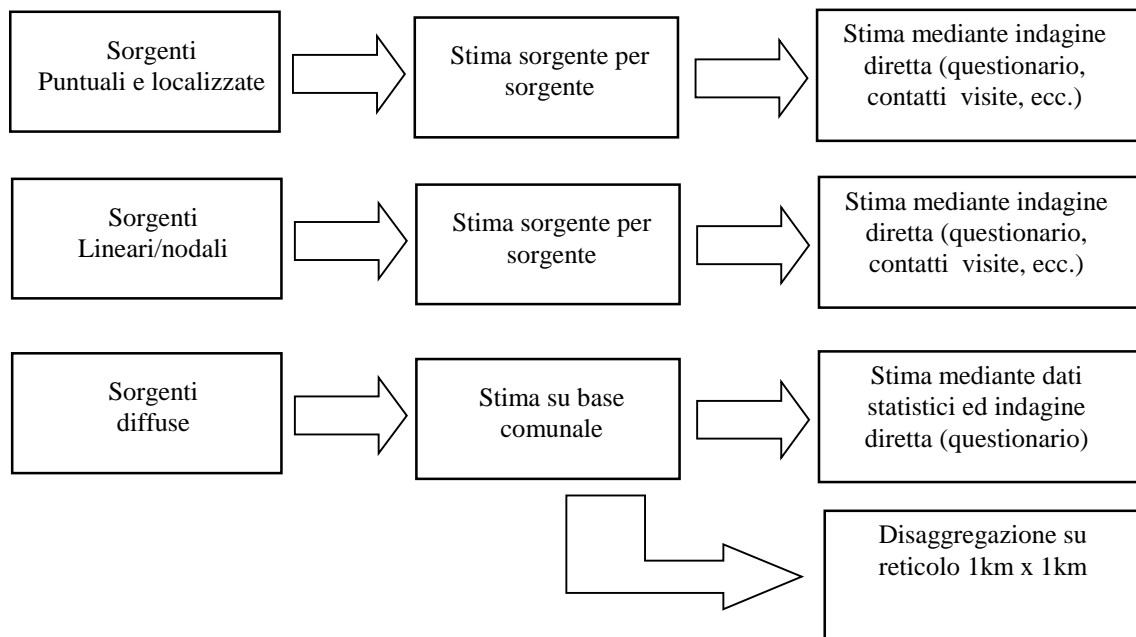 Sorgenti
Puntuali e localizzate
Stima sorgente per
sorgente
Stima mediante indagine
diretta (questionario,
contatti visite, ecc.)
Sorgenti
Lineari/nodali
Stima sorgente per
sorgente
Stima mediante indagine
diretta (questionario,
contatti visite, ecc.)
Sorgenti
diffuse
Stima su base
comunale
Stima mediante dati
statistici ed indagine
diretta (questionario)
Disaggregazione su
reticolo 1km x 1km